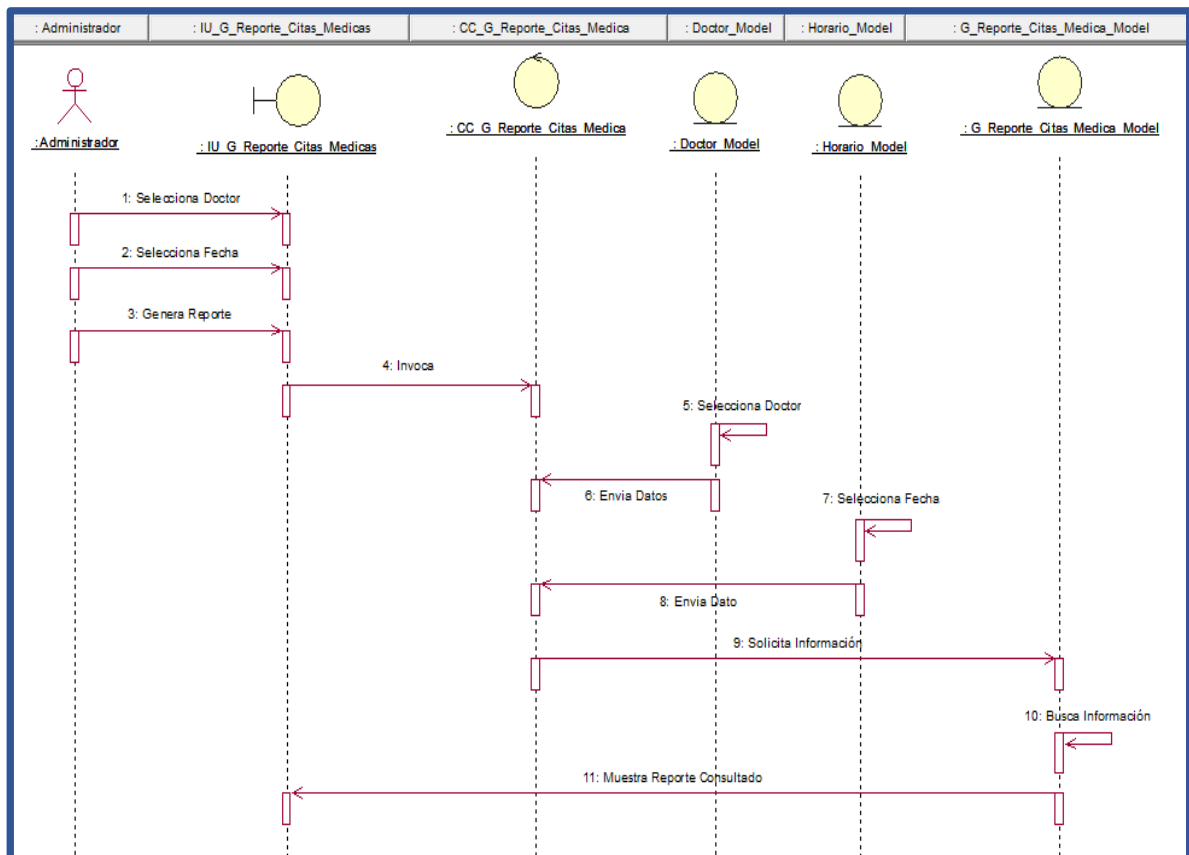 : Administrador
: IU_G_Reporte_Citas_Medicas
: CC_G_Reporte_Citas_Medica
: Doctor_Model
: Horario_Model
: G_Reporte_Citas_Medica_Model
: Administrador
: IU_G_Reporte_Citas_Medicas
: CC_G_Reporte_Citas_Medica
: Doctor_Model
: Horario_Model
: G_Reporte_Citas_Medica_Model
1: Selecciona Doctor
2: Selecciona Fecha
3: Genera Reporte
4: Invoca
5: Selecciona Doctor
6: Envia Datos
7: Selecciona Fecha
8: Envia Dato
9: Solicita Información
10: Busca Información
11: Muestra Reporte Consultado